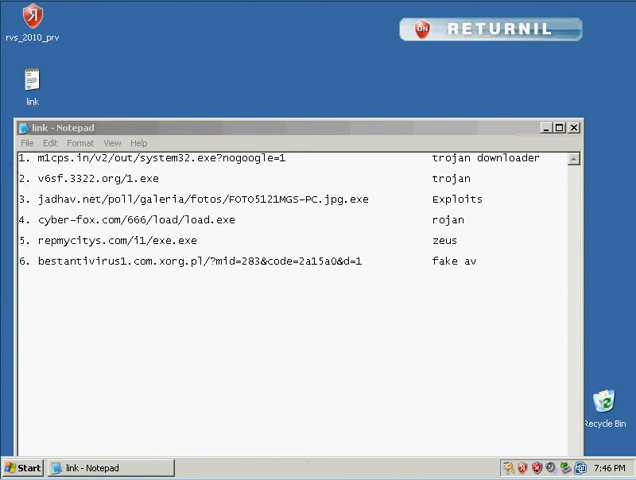 ON RETURNIL
rvs_2010_prv
link
link - Notepad
File Edit Format View Help
1. m1cps.in/v2/out/system32.exe?nogoogle=1 trojan downloader
2. v6sf.3322.org/1.exe trojan
3. jadhav.net/poll/galeria/fotos/FOTO5121MGS-PC.jpg.exe Exploits
4. cyber-fox.com/666/load/load.exe rojan
5. repmycitys.com/i1/exe.exe zeus
6. bestantivirus1.com.xorg.pl/?mid=283&code=2a15a0&d=1 fake av
Recycle Bin
Start link - Notepad 7:46 PM